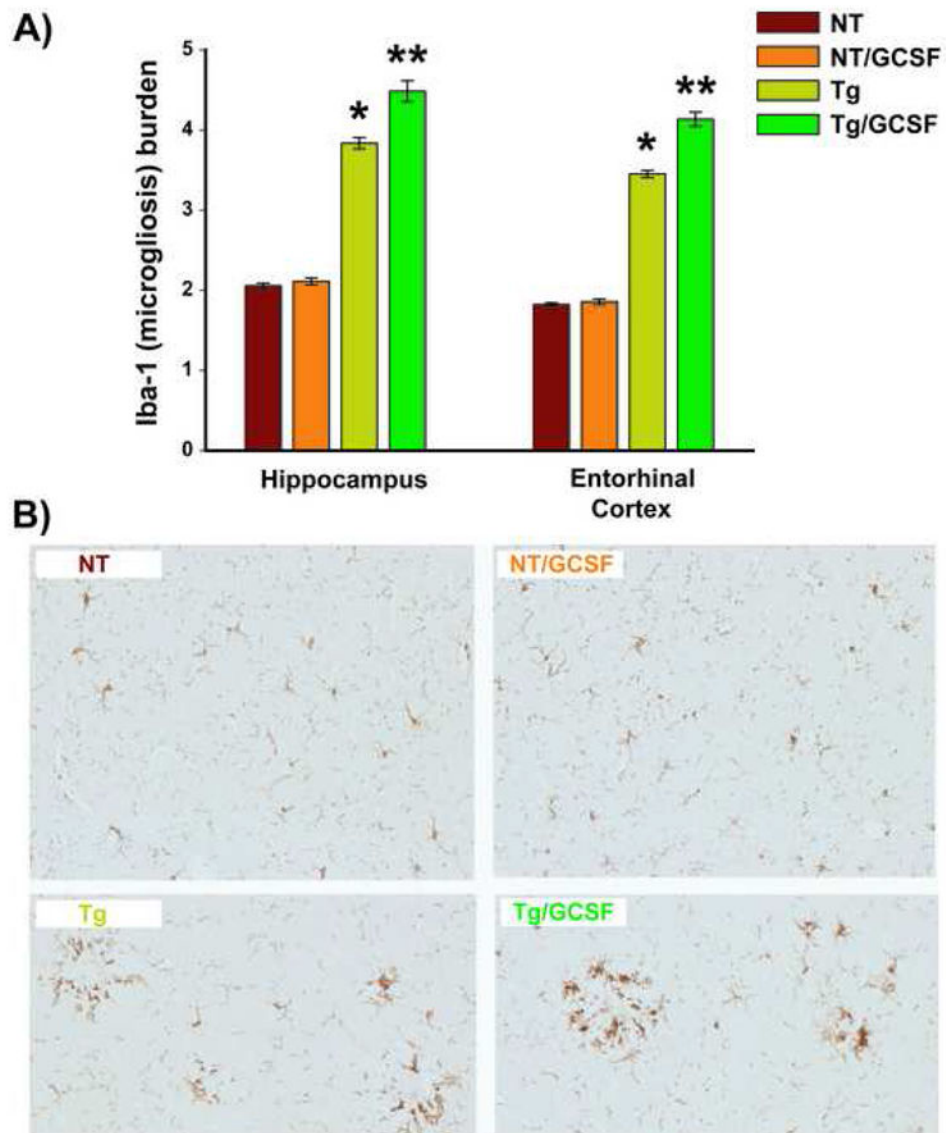 A)
NT
NT/GCSF
Tg
Tg/GCSF
Iba-1 (microgliosis) burden
5
4
3
2
1
0
*
**
*
**
Hippocampus
Entorhinal
Cortex
B)
NT
NT/GCSF
Tg
Tg/GCSF